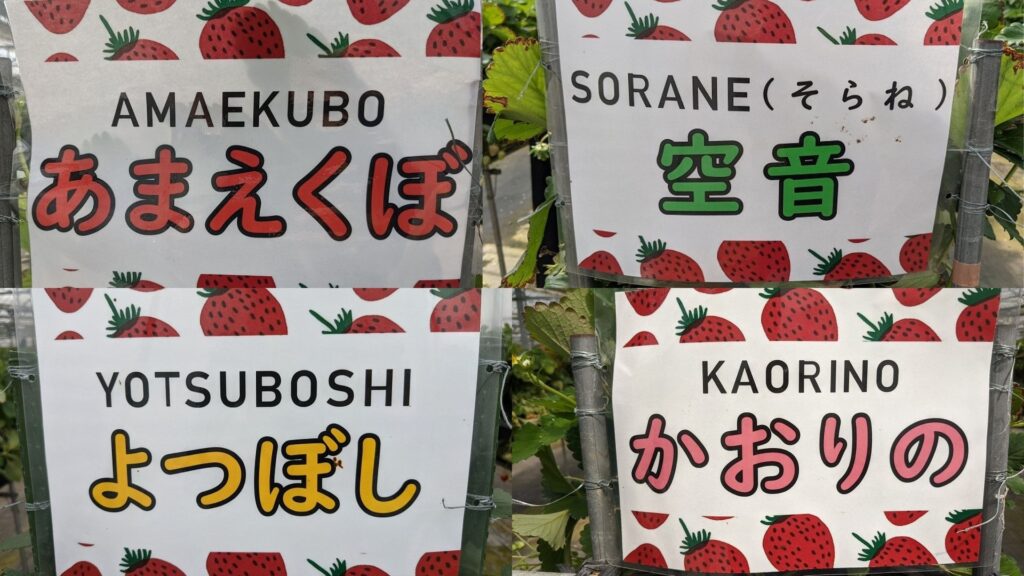 AMAEKUBO
あまえくぼ
SORANE(そらね)
空音
YOTSUBOSHI
よつぼし
KAORINO
かおりの